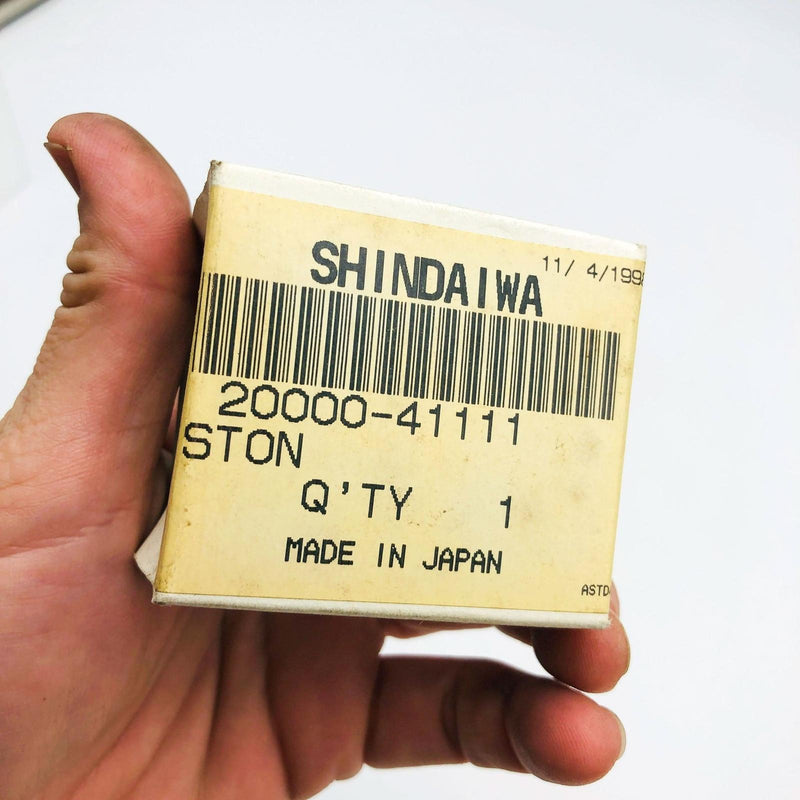 SHINDAIWA
11/ 4/199
20000-41111
STON
Q'TY 1
MADE IN JAPAN
ASTD